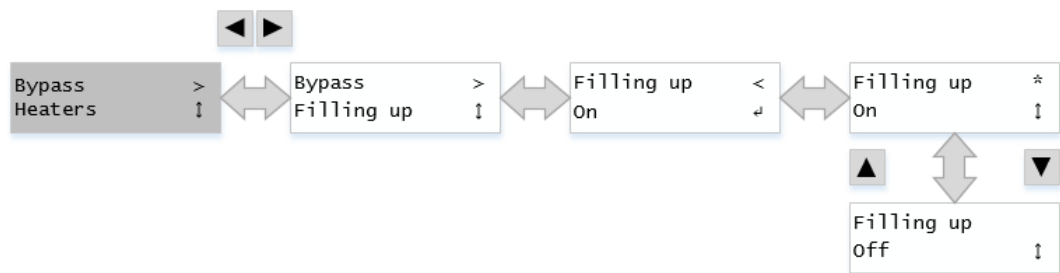 Bypass >
Heaters ↕
Bypass >
Filling up ↕
Filling up <
On ↵
Filling up *
On ↕
Filling up
Off ↕